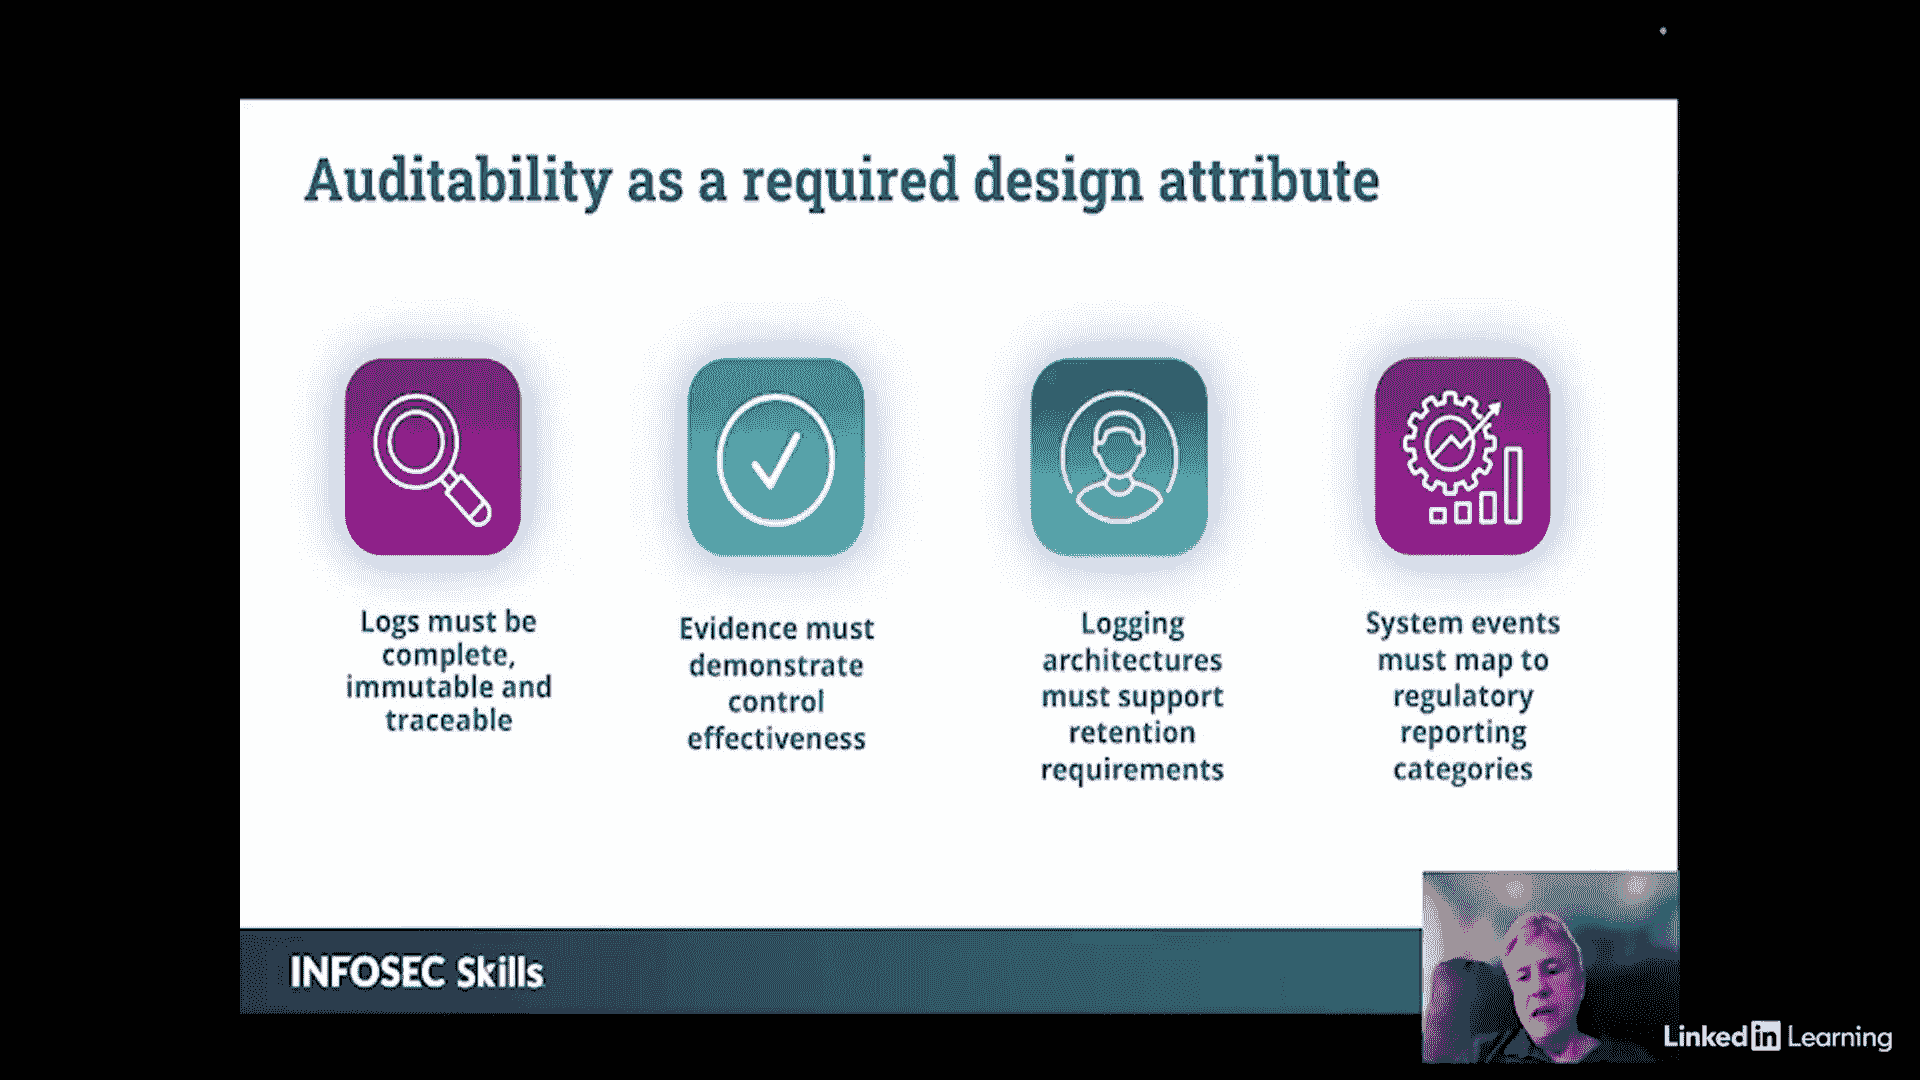 Auditability as a required design attribute
Logs must be
complete,
immutable and
traceable
Evidence must
demonstrate
control
effectiveness
Logging
architectures
must support
retention
requirements
System events
must map to
regulatory
reporting
categories
INFOSEC Skills
Linked in Learning